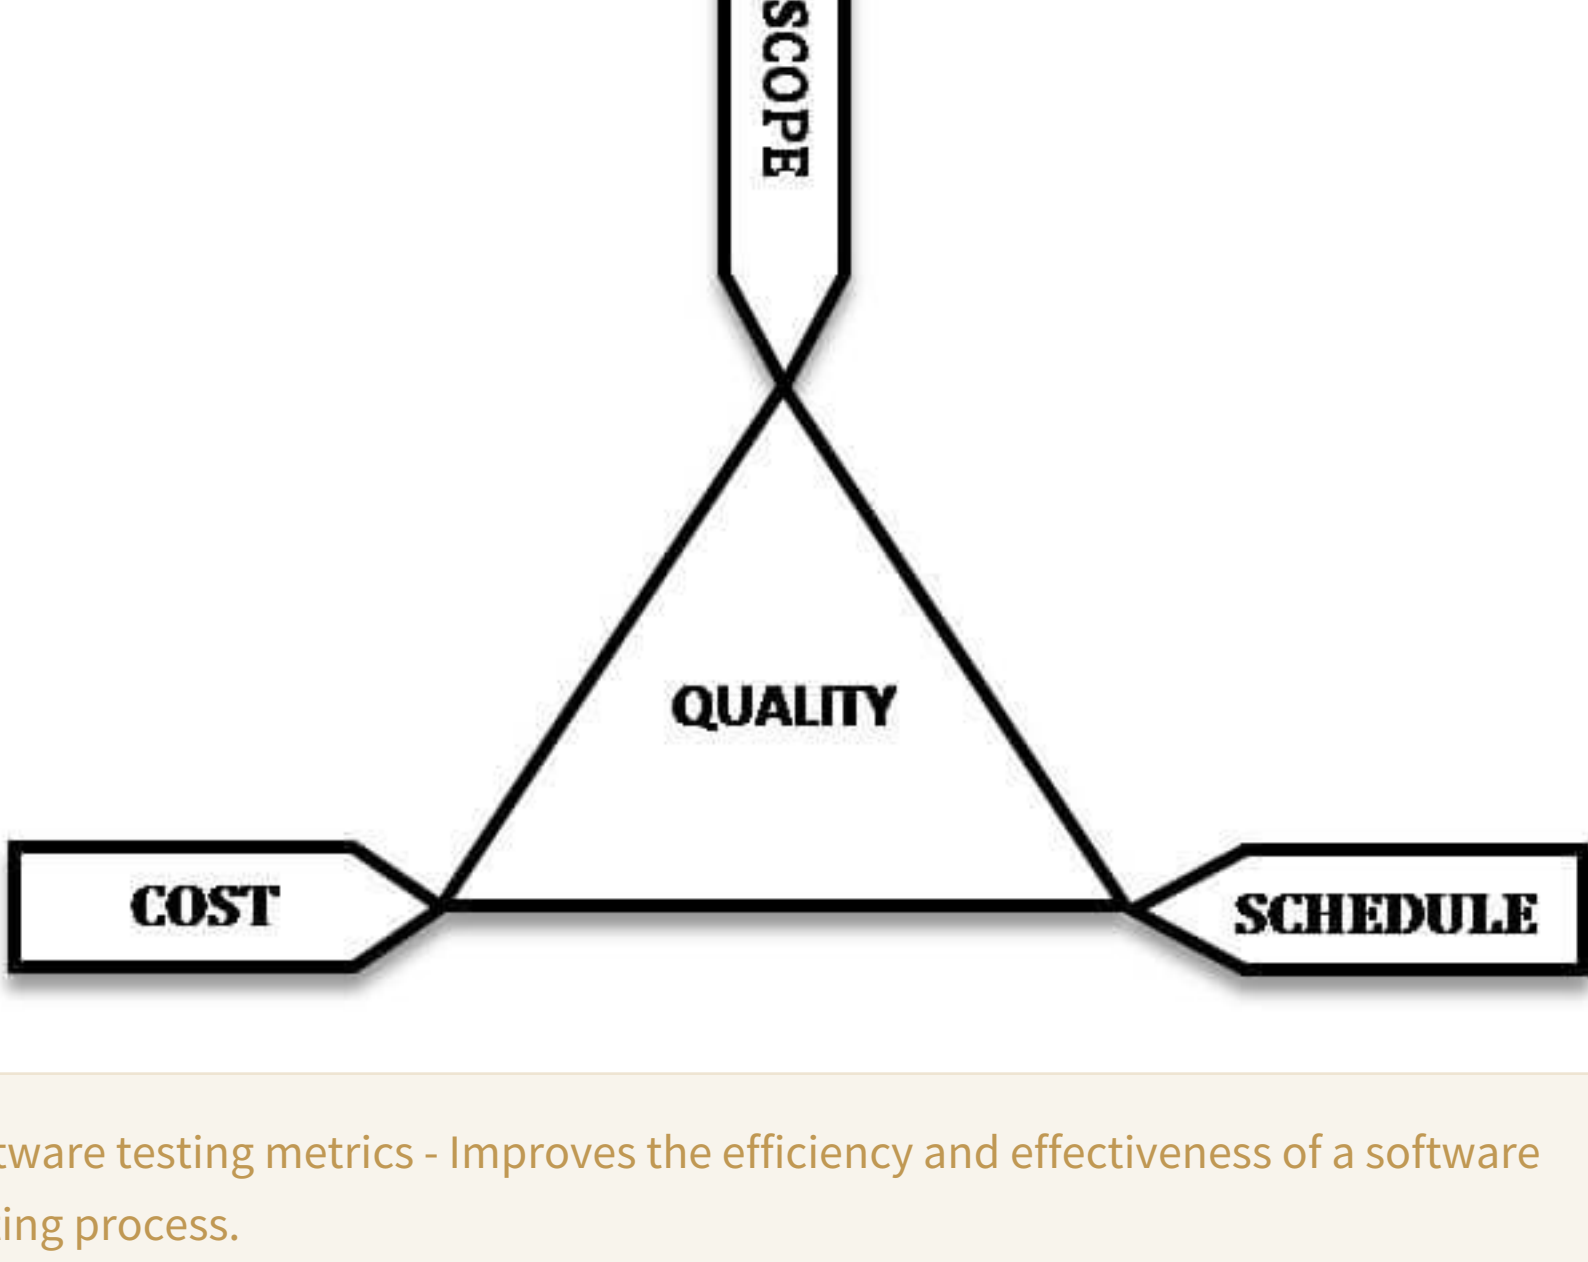 SCOPE
QUALITY
COST
SCHEDULE
tware testing metrics - Improves the efficiency and effectiveness of a software
ing process.